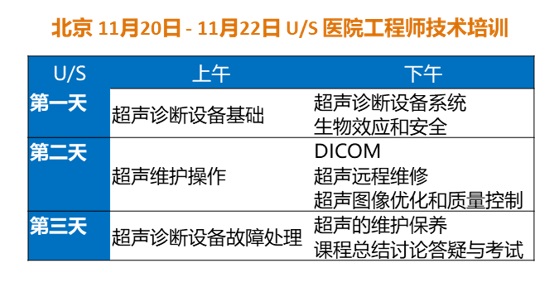 北京 11月20日 - 11月22日 U/S 医院工程师技术培训
U/S 上午 下午
第一天 超声诊断设备基础 超声诊断设备系统
生物效应和安全
第二天 超声维护操作 DICOM
超声远程维修
超声图像优化和质量控制
第三天 超声诊断设备故障处理 超声的维护保养
课程总结讨论答疑与考试